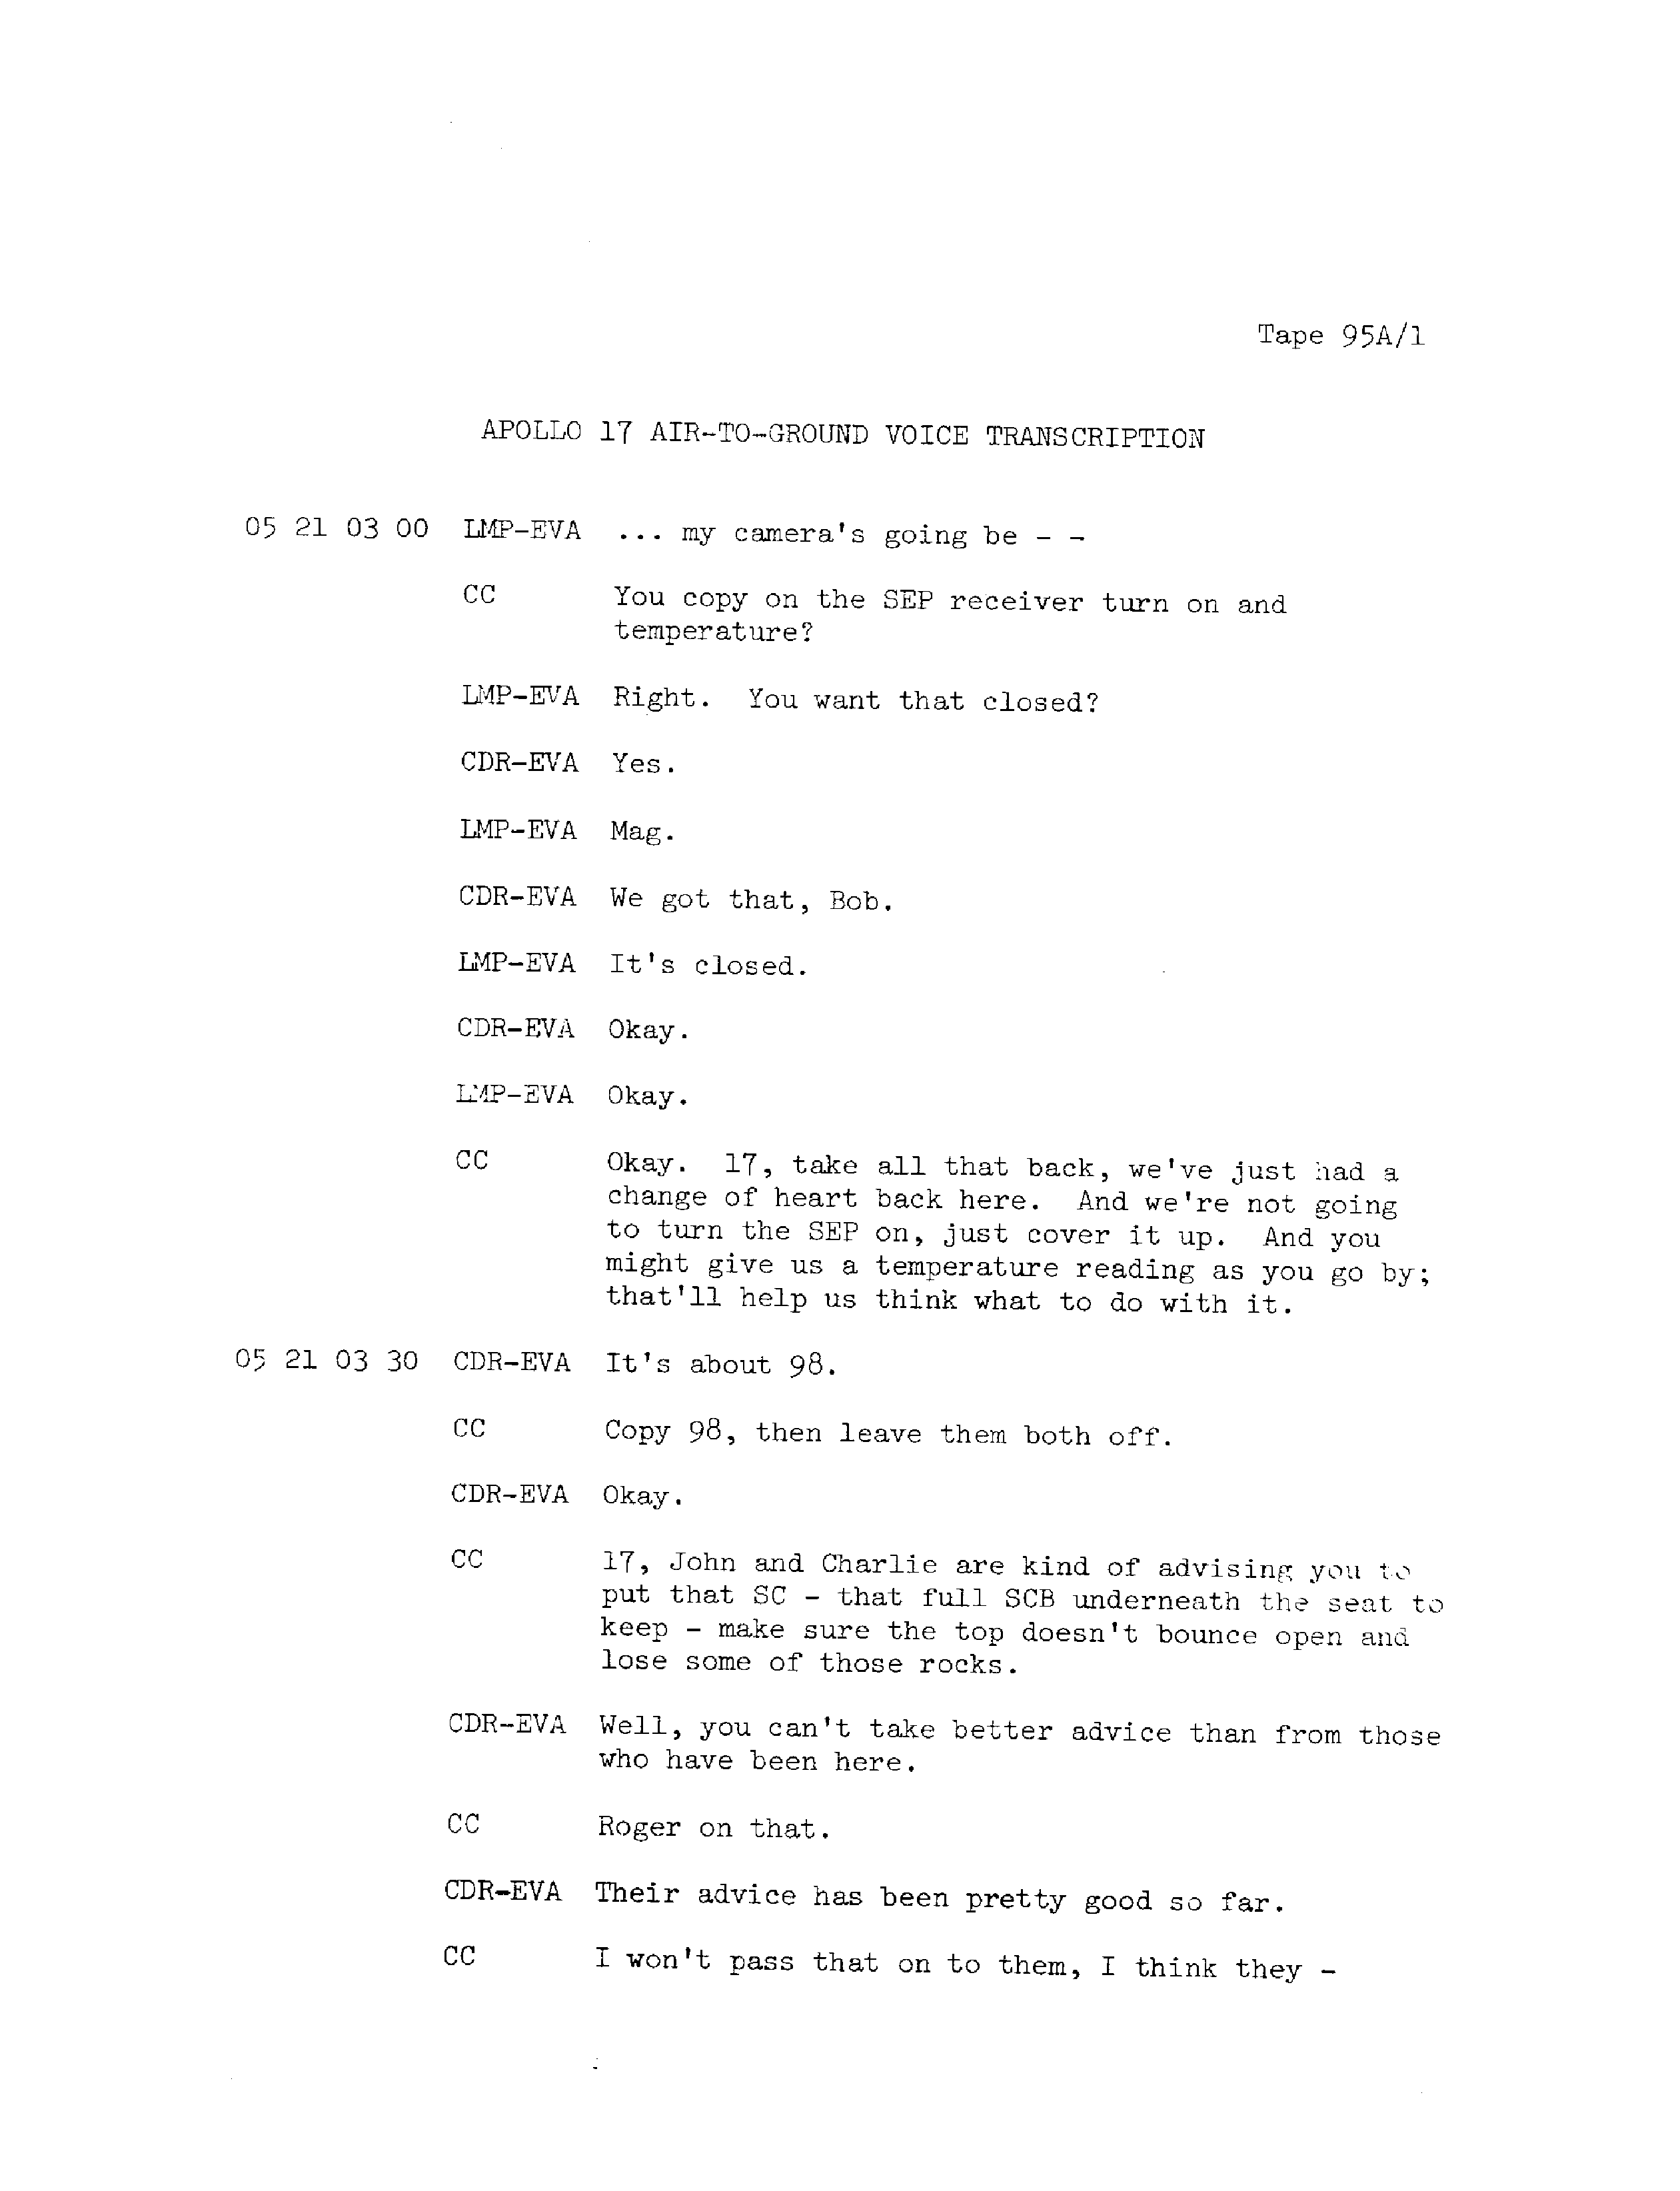 Tape 95A/1
APOLLO 17 AIR-TO-GROUND VOICE TRANSCRIPTION
05 21 03 00 LMP-EVA ... my camera's going be - -
CC You copy on the SEP receiver turn on and
temperature?
LMP-EVA Right. You want that closed?
CDR-EVA Yes.
LMP-EVA Mag.
CDR-EVA We got that, Bob.
LMP-EVA It's closed.
CDR-EVA Okay.
LMP-EVA Okay.
CC Okay. 17, take all that back, we've just had a
change of heart back here. And we're not going
to turn the SEP on, just cover it up. And you
might give us a temperature reading as you go by;
that'll help us think what to do with it.
05 21 03 30 CDR-EVA It's about 98.
CC Copy 98, then leave them both off.
CDR-EVA Okay.
CC 17, John and Charlie are kind of advising you to
put that SC - that full SCB underneath the seat to
keep - make sure the top doesn't bounce open and
lose some of those rocks.
CDR-EVA Well, you can't take better advice than from those
who have been here.
CC Roger on that.
CDR-EVA Their advice has been pretty good so far.
CC I won't pass that on to them, I think they -